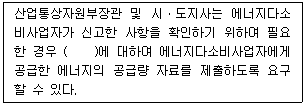 산업통상자원부장관 및 시·도지사는 에너지다소
비사업자가 신고한 사항을 확인하기 위하여 필요
한 경우 (    )에 대하여 에너지다소비사업자에게
공급한 에너지의 공급량 자료를 제출하도록 요구
할 수 있다.